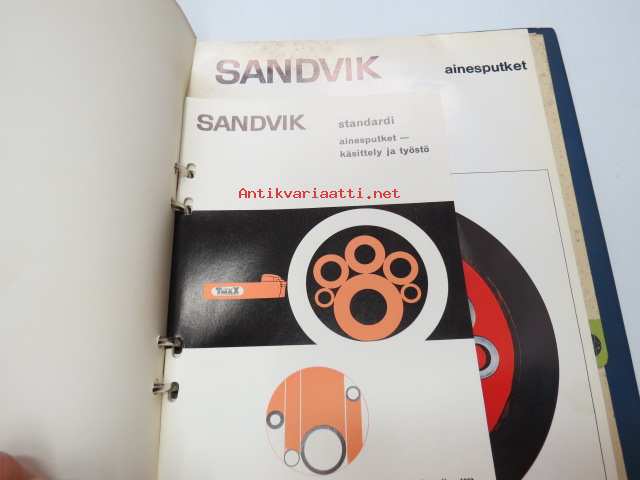 SANDVIK
ainesputket
SANDVIK
standardi
ainesputket —
käsittely ja työstö
Antikvariaatti.net